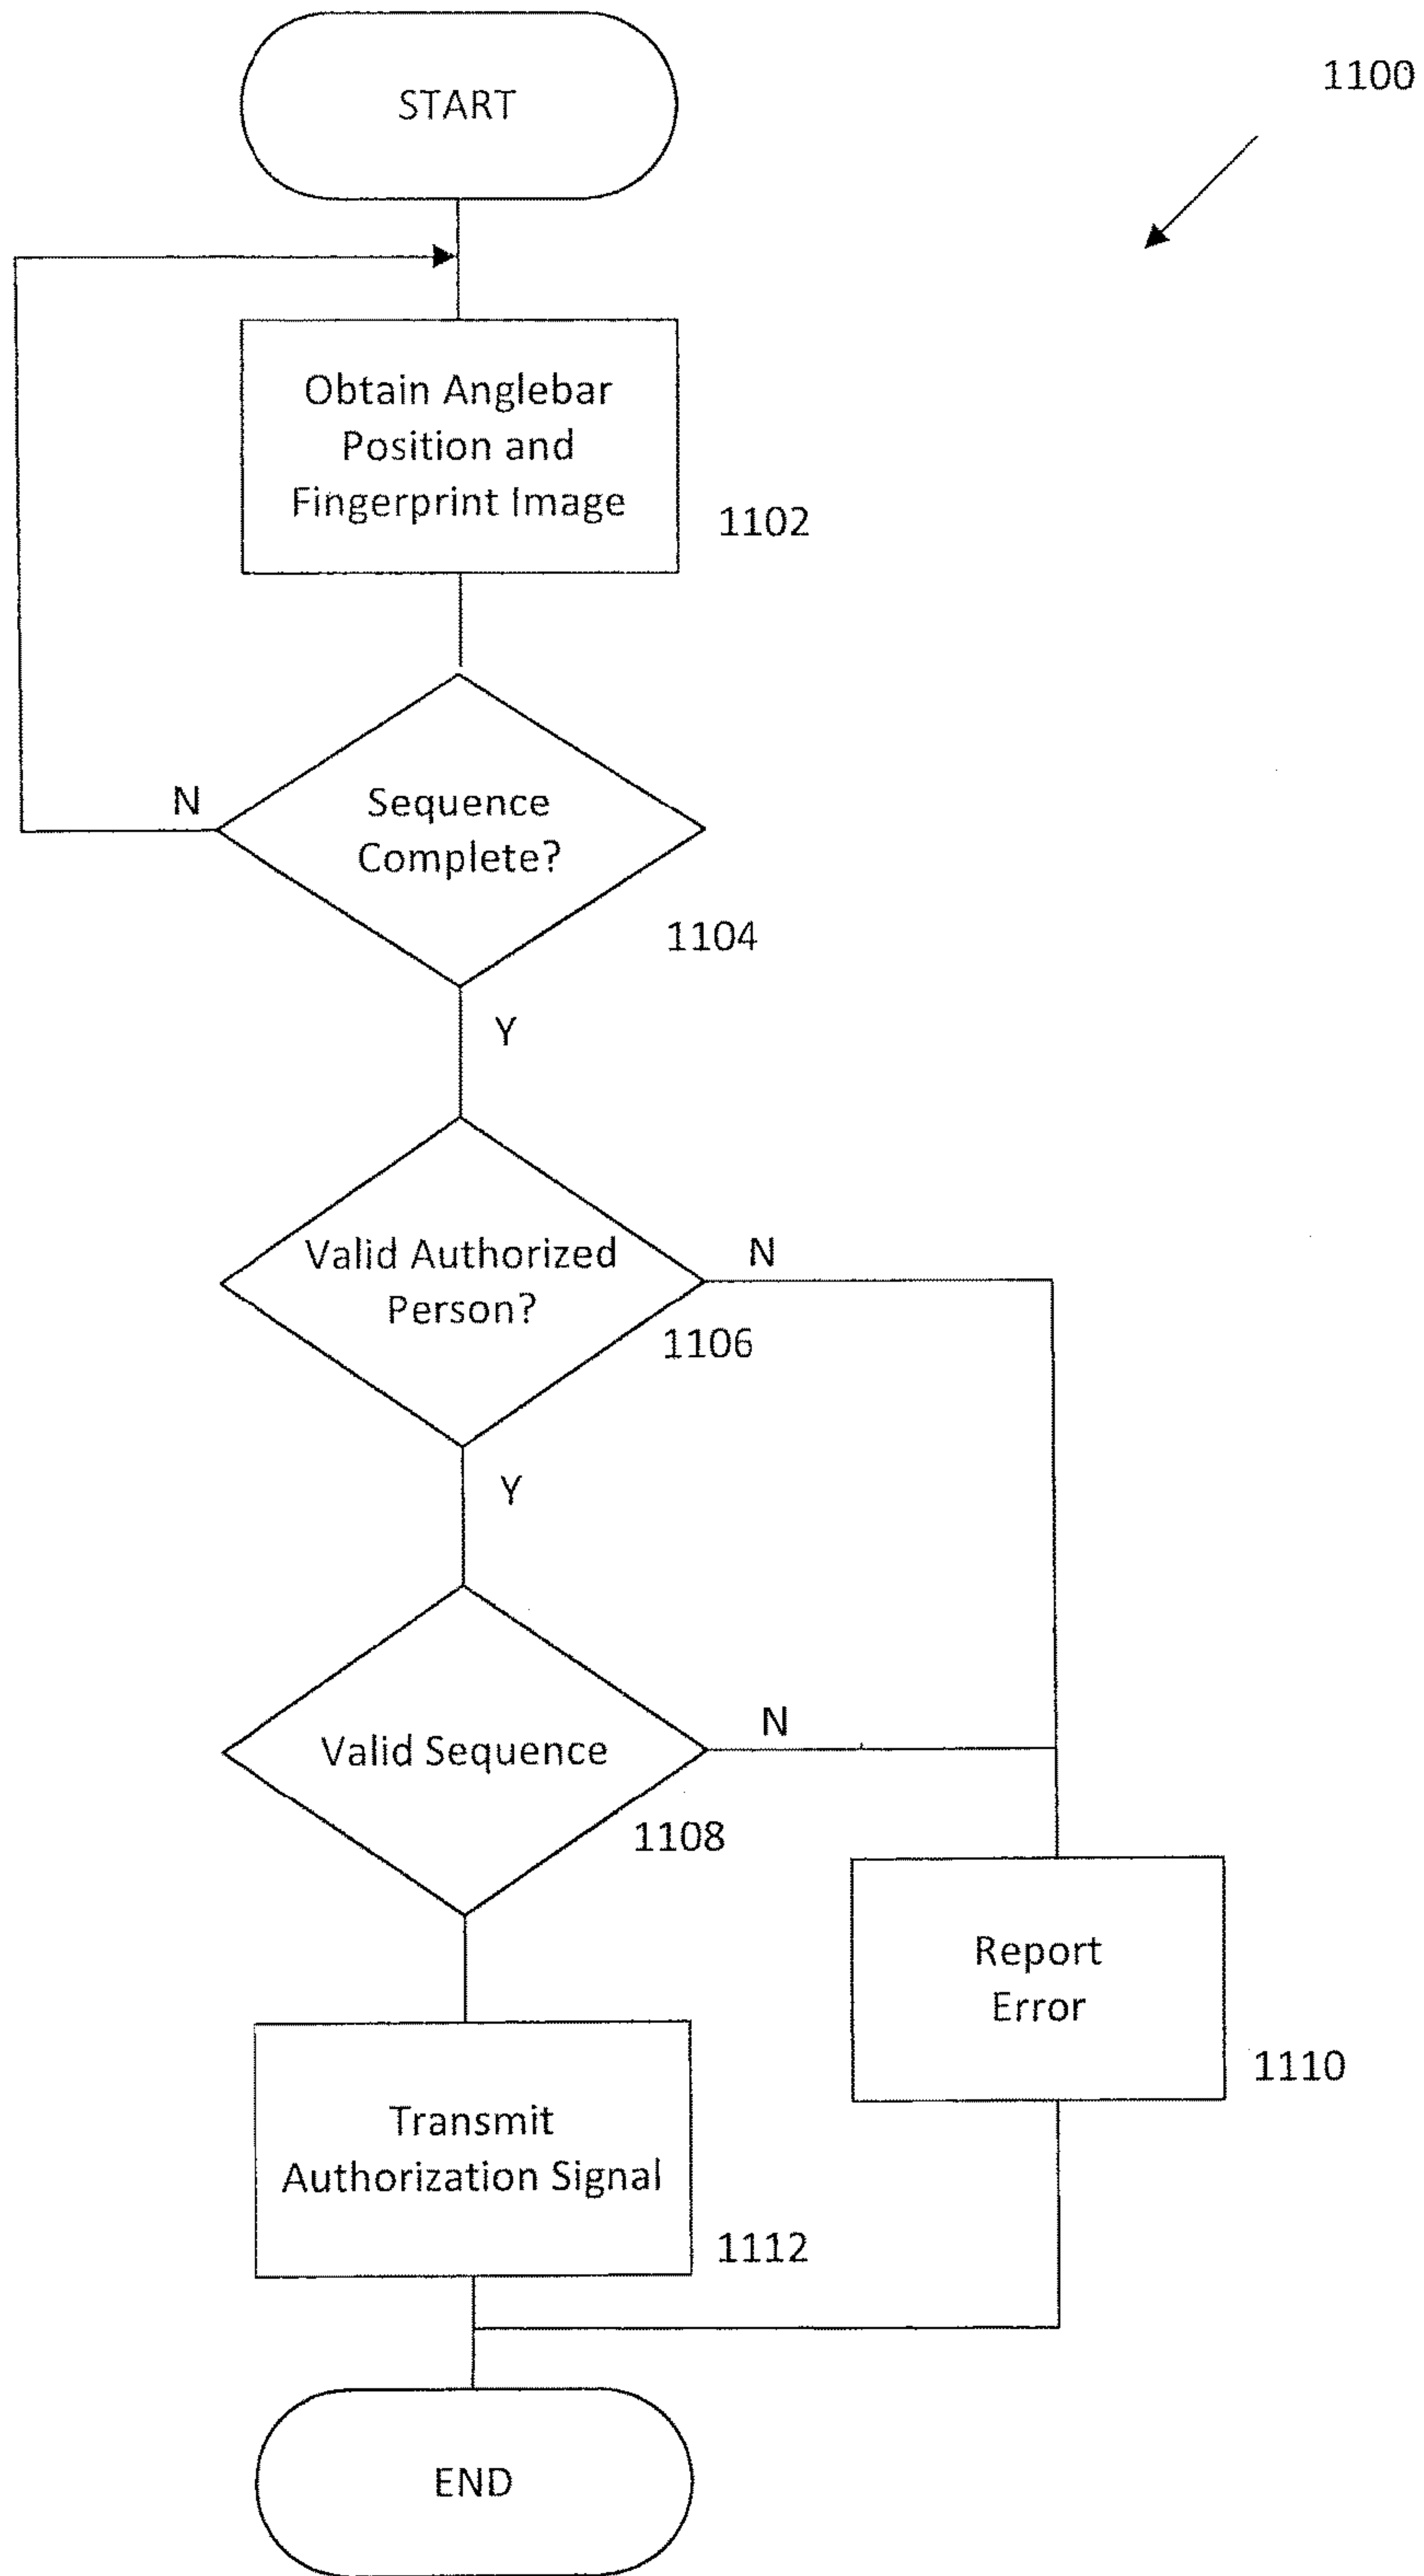 START
1100
Obtain Anglebar
Position and
Fingerprint Image
1102
N
Sequence
Complete?
1104
Y
Valid Authorized
Person?
N
1106
Y
Valid Sequence
N
1108
Report
Error
1110
Transmit
Authorization Signal
1112
END